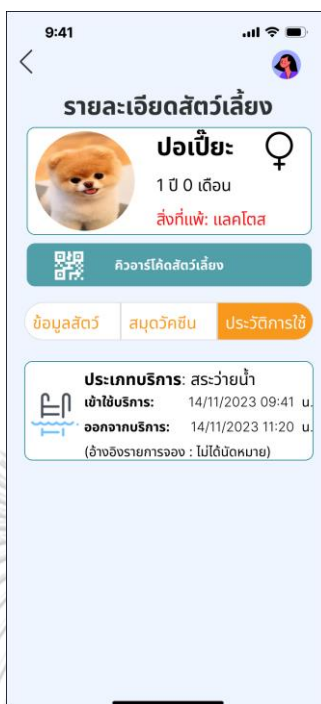 9:41
รายละเอียดสัตว์เลี้ยง
ปอเปี๊ยะ
1 ปี 0 เดือน
สิ่งที่แพ้: แลคโตส
คิวอาร์โค้ดสัตว์เลี้ยง
ข้อมูลสัตว์ สมุดวัคซีน ประวัติการใช้
ประเภทบริการ: สระว่ายน้ำ
เข้าใช้บริการ: 14/11/2023 09:41 น.
ออกจากบริการ: 14/11/2023 11:20 น.
(อ้างอิงรายการจอง : ไม่ได้นัดหมาย)